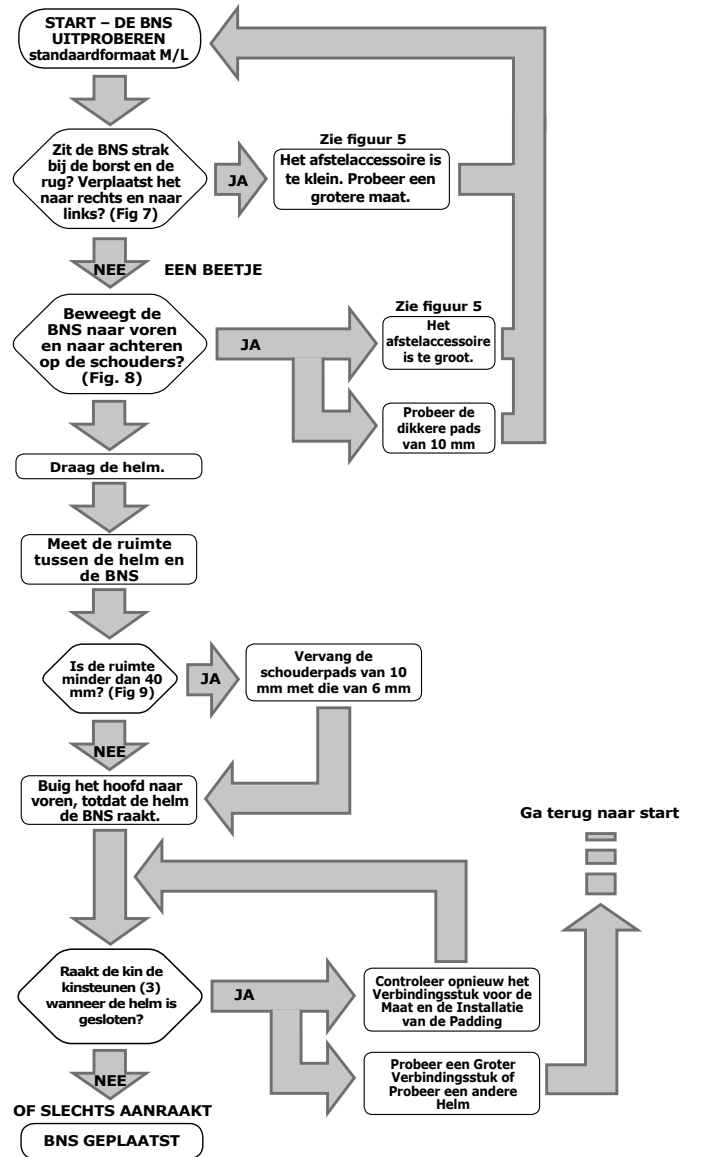 START – DE BNS
UITPROBEREN
standaardformaat M/L
Zit de BNS strak
bij de borst en de
rug? Verplaatst het
naar rechts en naar
links? (Fig 7)
JA
Zie figuur 5
Het afstelaccessoire is
te klein. Probeer een
grotere maat.
NEE
EEN BEETJE
Beweegt de
BNS naar voren
en naar achteren
op de schouders?
(Fig. 8)
JA
Zie figuur 5
Het
afstelaccessoire
is te groot.
Probeer de
dikkere pads
van 10 mm
Draag de helm.
Meet de ruimte
tussen de helm en
de BNS
Is de ruimte
minder dan 40
mm? (Fig 9)
JA
Vervang de
schouderpads van 10
mm met die van 6 mm
NEE
Buig het hoofd naar
voren, totdat de helm
de BNS raakt.
Ga terug naar start
Raakt de kin de
kinsteunen (3)
wanneer de helm is
gesloten?
JA
Controleer opnieuw het
Verbindingsstuk voor de
Maat en de Installatie
van de Padding
Probeer een Groter
Verbindingsstuk of
Probeer een andere
Helm
NEE
OF SLECHTS AANRAAKT
BNS GEPLAATST